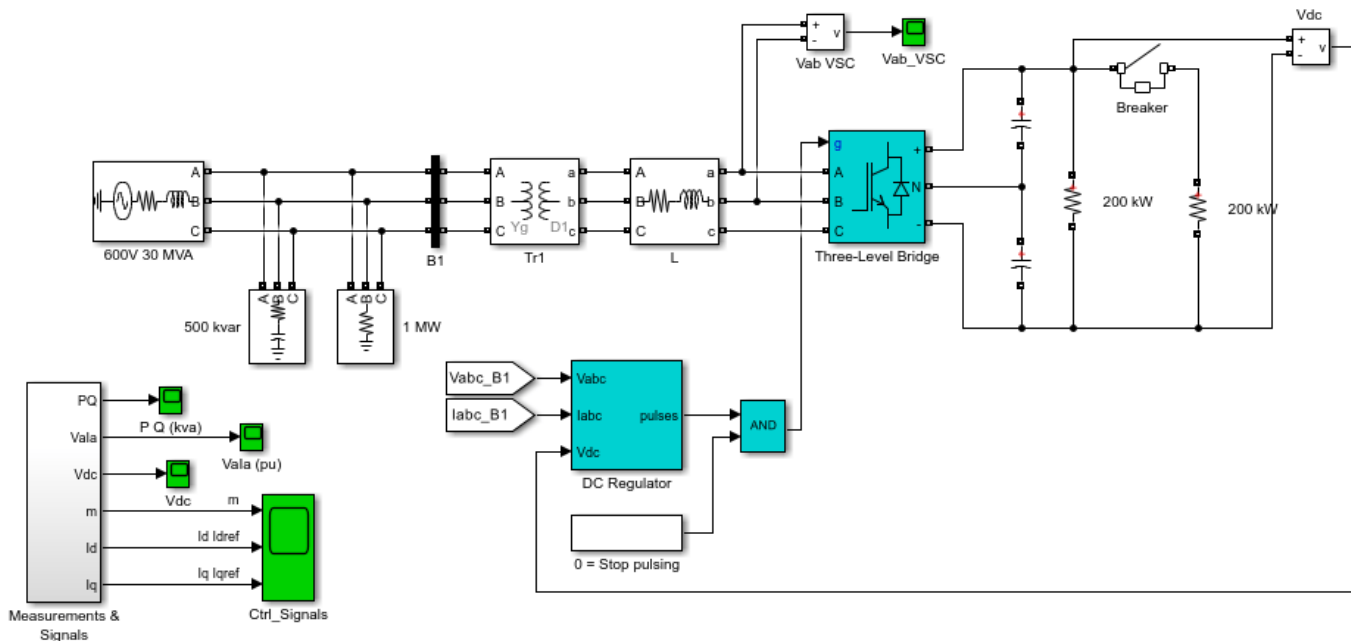 Vdc
+
-
v
+
-
v
Vab VSC
Vab_VSC
Breaker
g
A
B
C
+
N
-
Three-Level Bridge
200 kW
200 kW
A
B
C
600V 30 MVA
A
B
C
B1
A
B
C
a
b
c
Yg
D1
Tr1
A
B
C
a
b
c
L
A
B
C
500 kvar
A
B
C
1 MW
Vabc_B1
Iabc_B1
Vabc
Iabc
Vdc
pulses
DC Regulator
AND
0 = Stop pulsing
PQ
VaIa
Vdc
m
Id
Iq
P Q (kva)
VaIa (pu)
Vdc
m
Id Idref
Iq Iqref
Ctrl_Signals
Measurements &
Signals